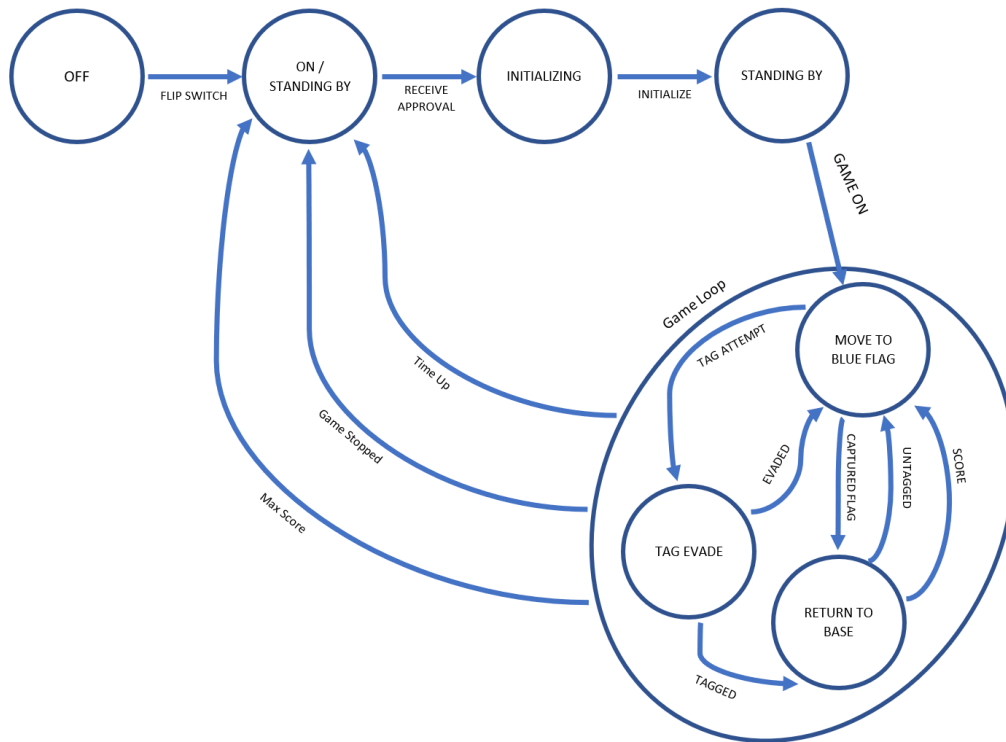 OFF
FLIP SWITCH
ON /
STANDING BY
RECEIVE
APPROVAL
INITIALIZING
INITIALIZE
STANDING BY
GAME ON
Game Loop
MOVE TO
BLUE FLAG
TAG ATTEMPT
Time Up
Game Stopped
Max Score
EVADED
CAPTURED FLAG
UNTAGGED
SCORE
TAG EVADE
RETURN TO
BASE
TAGGED